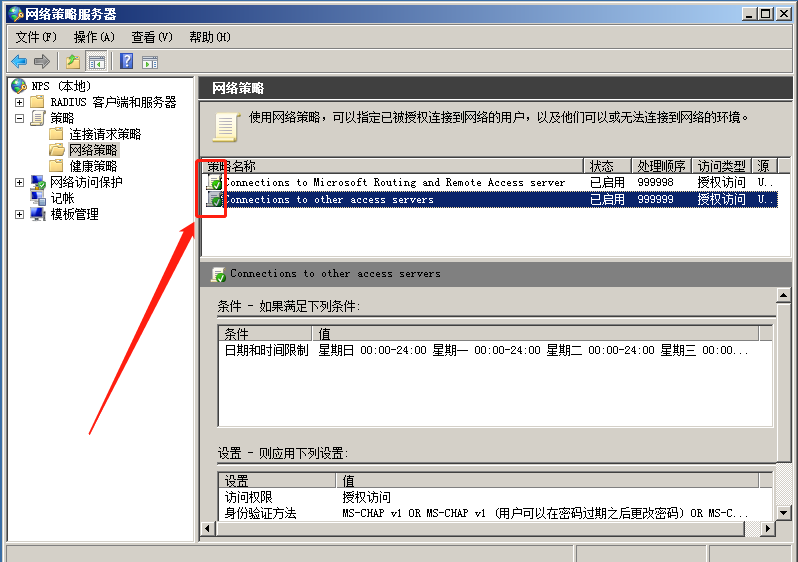 网络策略服务器
文件(F) 操作(A) 查看(V) 帮助(H)
NPS (本地)
RADIUS 客户端和服务器
策略
连接请求策略
网络策略
健康策略
网络访问保护
记帐
模板管理
网络策略
使用网络策略，可以指定已被授权连接到网络的用户，以及他们可以或无法连接到网络的环境。
策略名称 状态 处理顺序 访问类型 源
Connections to Microsoft Routing and Remote Access server 已启用 999998 授权访问 U..
Connections to other access servers 已启用 999999 授权访问 U..
Connections to other access servers
条件 - 如果满足下列条件:
条件 值
日期和时间限制 星期日 00:00-24:00 星期一 00:00-24:00 星期二 00:00-24:00 星期三 00:00...
设置 - 则应用下列设置:
设置 值
访问权限 授权访问
身份验证方法 MS-CHAP v1 OR MS-CHAP v1 (用户可以在密码过期之后更改密码) OR MS-C...